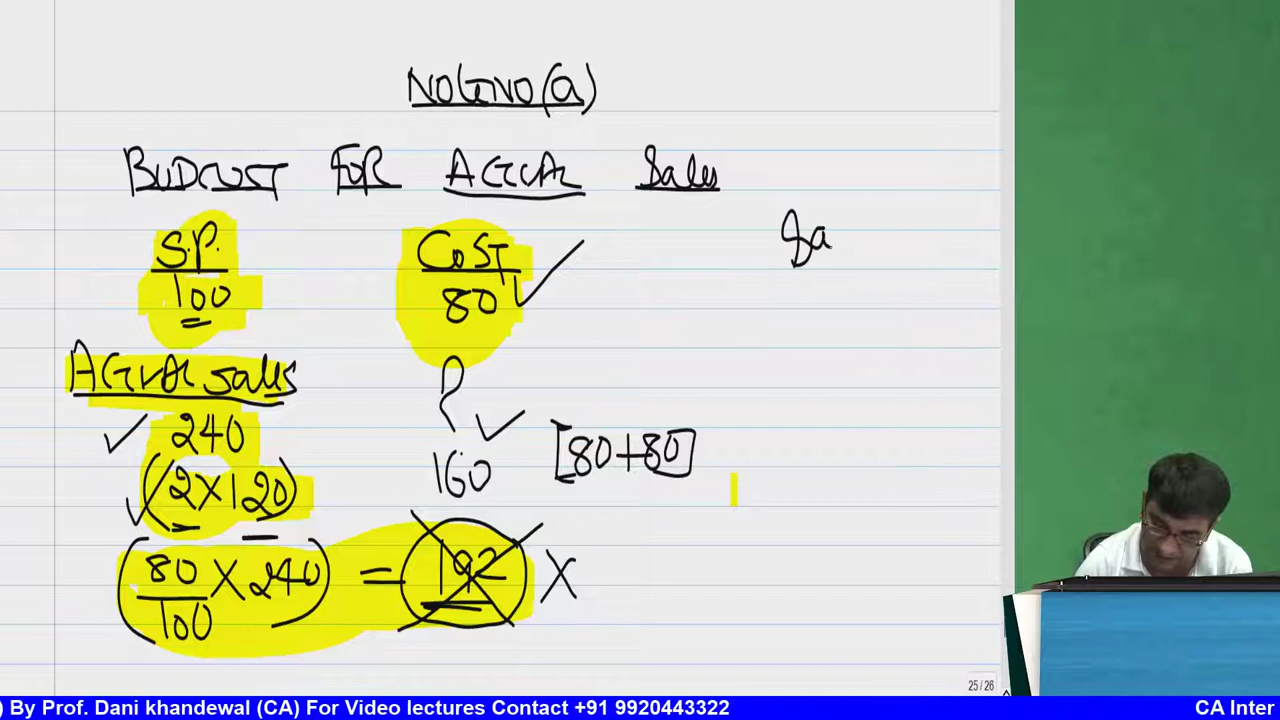 NOTE NO (a)
BUDGET FOR ACTUAL Sales
Sa
S.P. COST
100 80
ACTUAL sales ?
240
160 [80+80]
(2X120)
(80/100 X 240) = 192 X
25 / 26
) By Prof. Dani khandewal (CA) For Video lectures Contact +91 9920443322 CA Inter